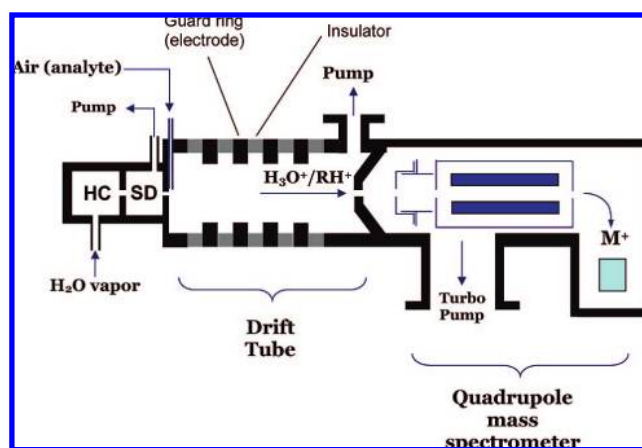 Guard ring
(electrode)
Insulator
Air (analyte)
Pump
Pump
HC
SD
H₃O⁺/RH⁺
M⁺
H₂O vapor
Turbo
Pump
Drift
Tube
Quadrupole
mass
spectrometer